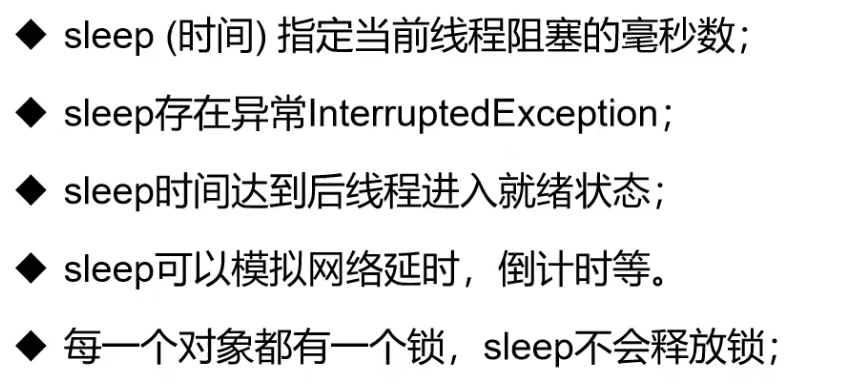 ◆ sleep (时间) 指定当前线程阻塞的毫秒数；
◆ sleep存在异常InterruptedException；
◆ sleep时间达到后线程进入就绪状态；
◆ sleep可以模拟网络延时，倒计时等。
◆ 每一个对象都有一个锁，sleep不会释放锁；